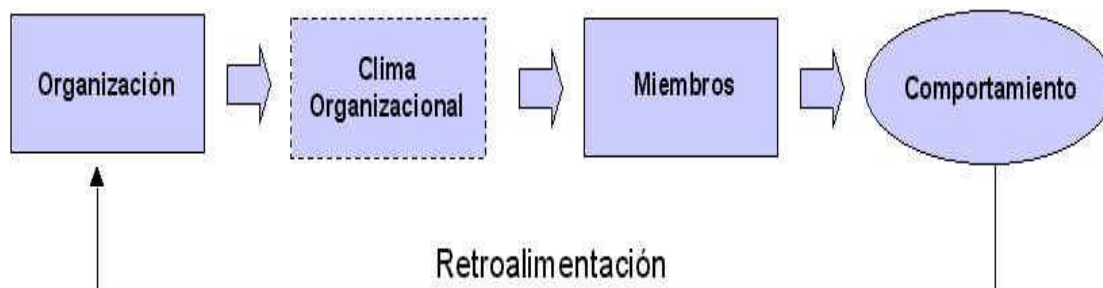 Organización
Clima
Organizacional
Miembros
Comportamiento
Retroalimentación